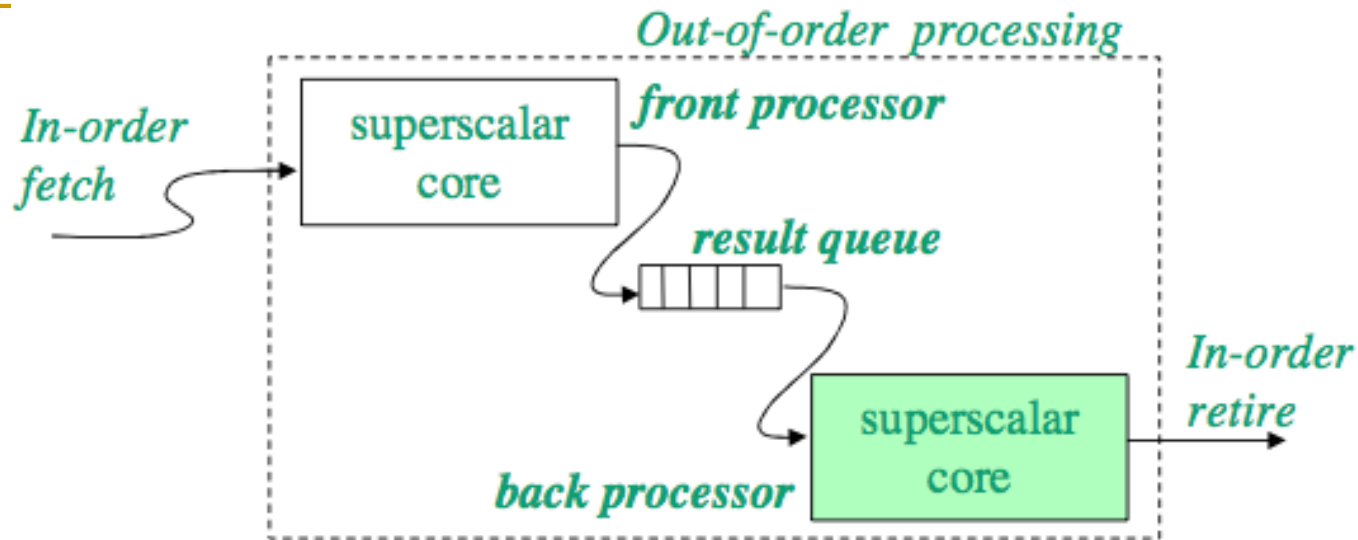 Out-of-order processing
front processor
In-order
fetch
superscalar
core
result queue
In-order
retire
superscalar
core
back processor